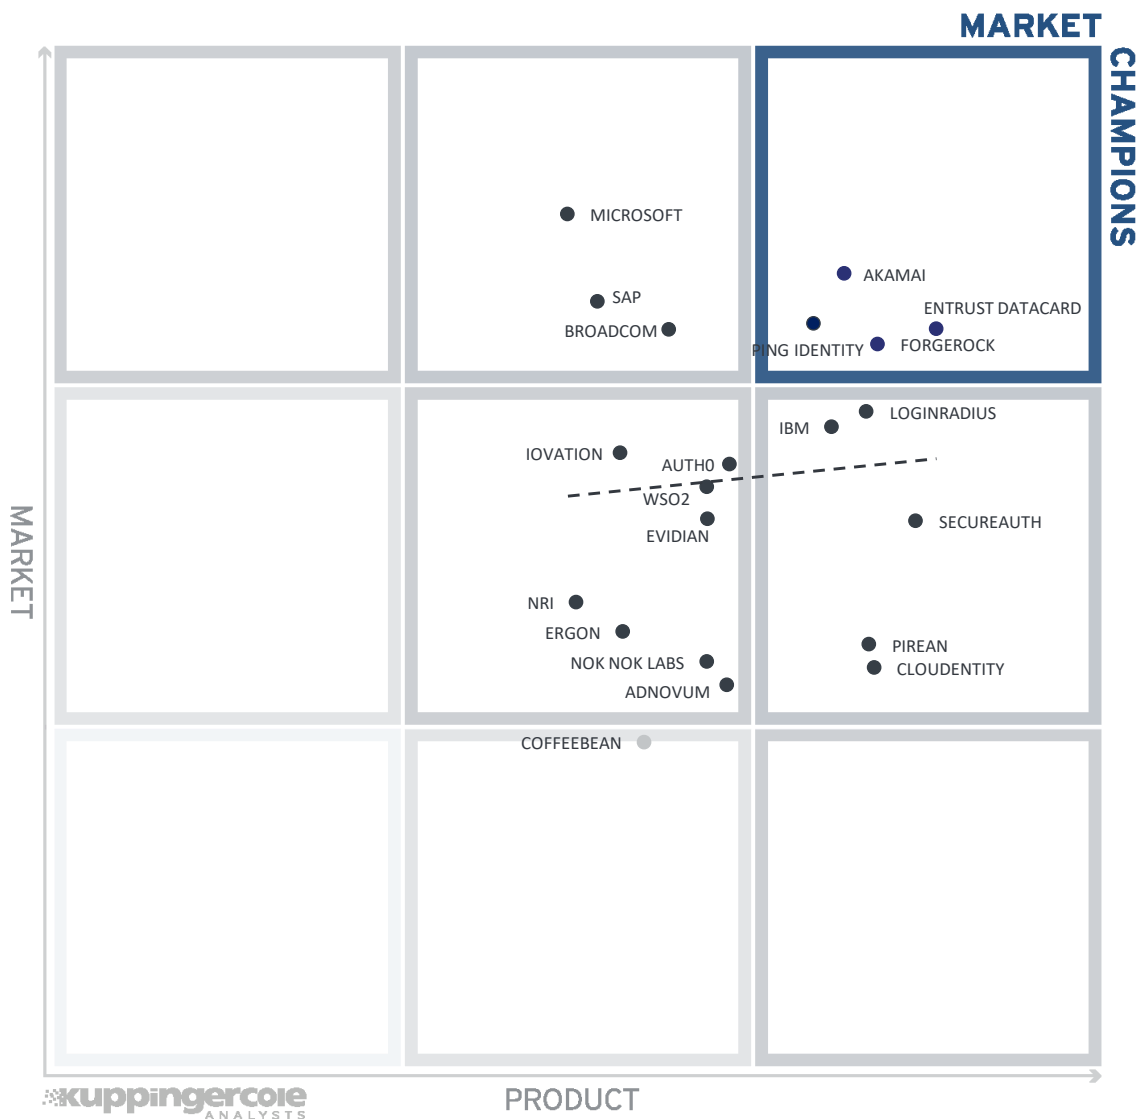 MARKET
CHAMPIONS
MICROSOFT
AKAMAI
SAP
ENTRUST DATACARD
BROADCOM
PING IDENTITY
FORGEROCK
LOGINRADIUS
IBM
IOVATION
AUTH0
WSO2
EVIDIAN
SECUREAUTH
MARKET
NRI
ERGON
PIREAN
NOK NOK LABS
CLOUDENTITY
ADNOVUM
COFFEEBEAN
kuppingercole
ANALYSTS
PRODUCT